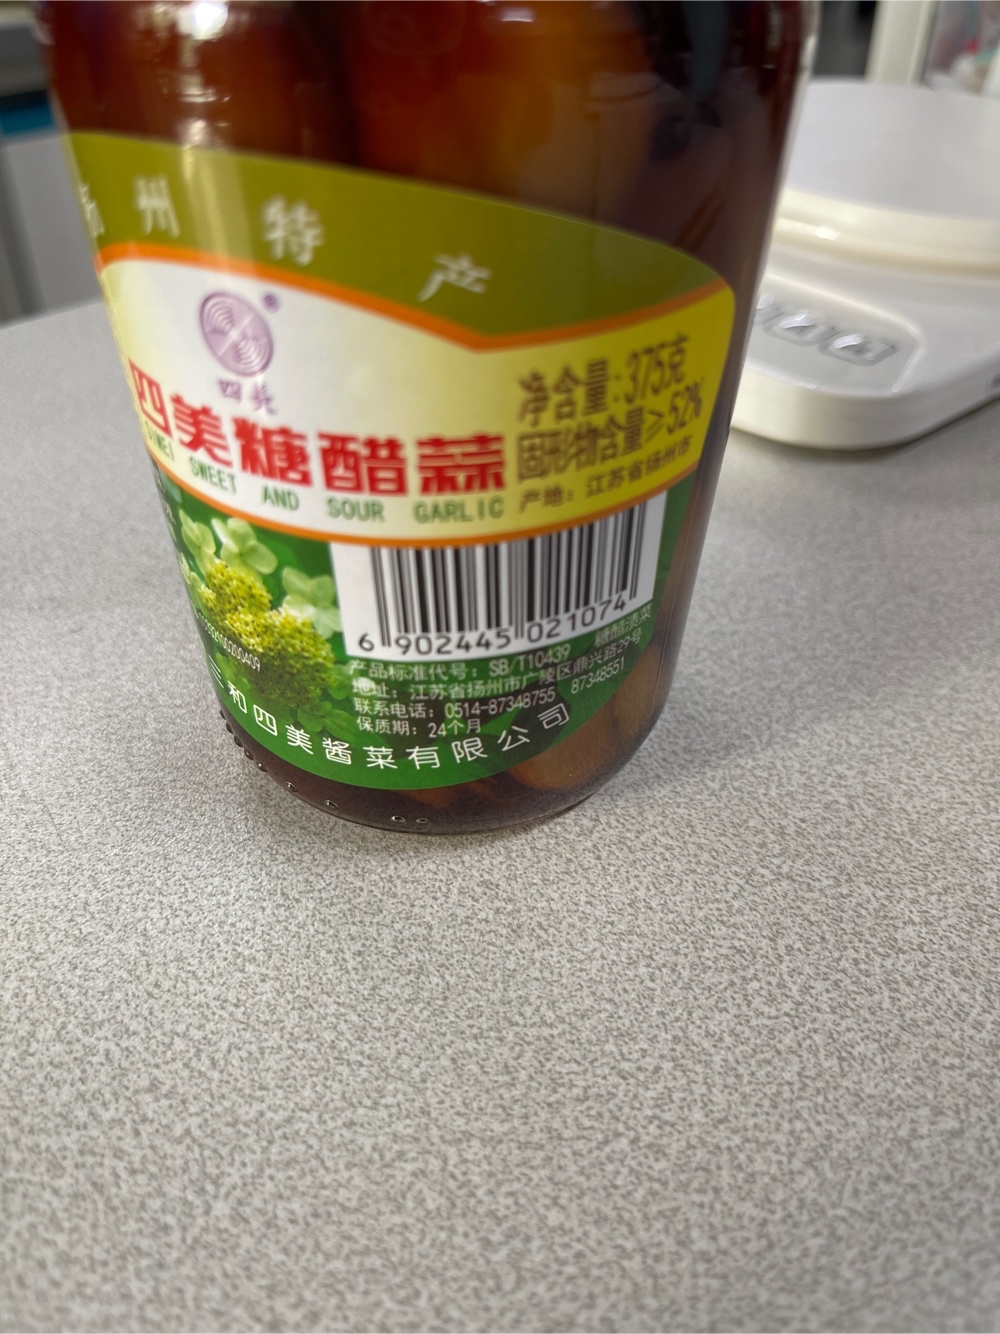 扬州特产
®
四美
四美糖醋蒜
SIMEI SWEET AND SOUR GARLIC
净含量:375克
固形物含量≥52%
产地:江苏省扬州市
6 902445 021074
产品标准代号:SB/T10439 糖醋渍菜
地址:江苏省扬州市广陵区鼎兴路29号
联系电话:0514-87348755 87348551
保质期:24个月
三和四美酱菜有限公司